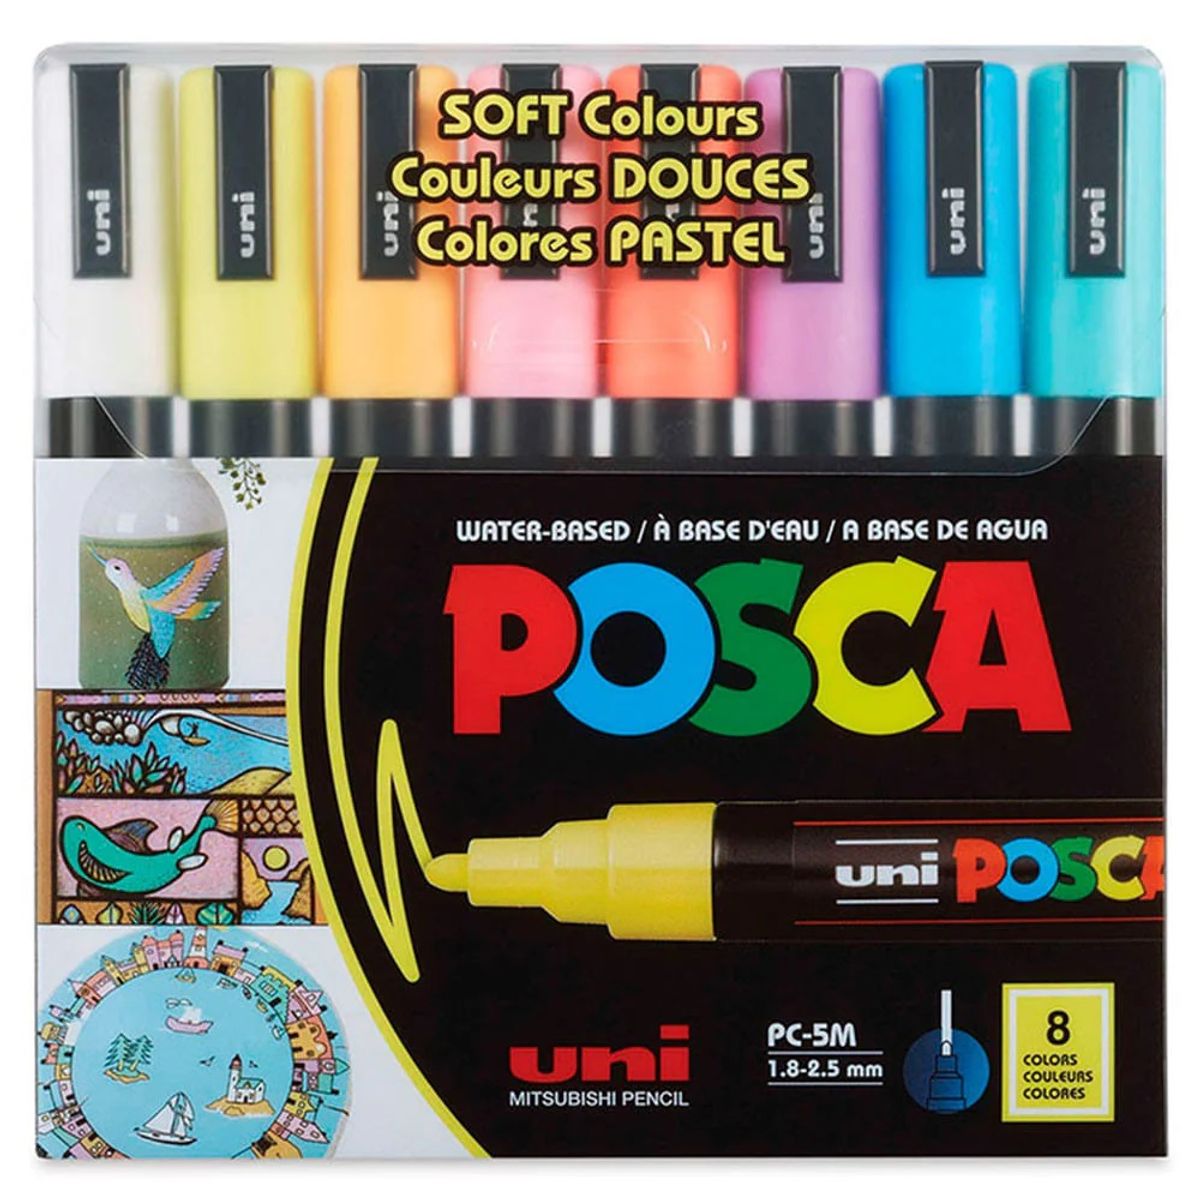 uni uni uni uni uni uni uni
SOFT Colours
Couleurs DOUCES
Colores PASTEL
WATER-BASED / À BASE D'EAU / A BASE DE AGUA
POSCA
uni POSCA
uni
MITSUBISHI PENCIL
PC-5M
1.8-2.5 mm
8
COLORS
COULEURS
COLORES